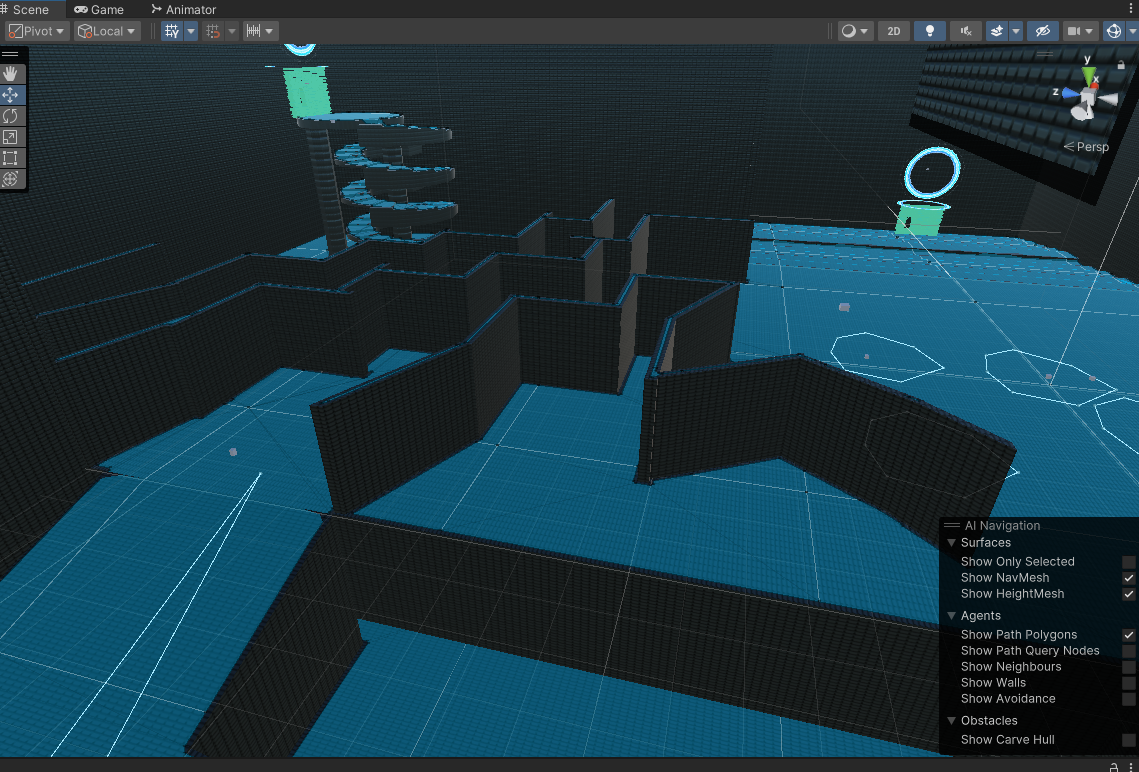 Scene Game Animator
Pivot Local 2D
y
x
z
Persp
AI Navigation
Surfaces
Show Only Selected
Show NavMesh
Show HeightMesh
Agents
Show Path Polygons
Show Path Query Nodes
Show Neighbours
Show Walls
Show Avoidance
Obstacles
Show Carve Hull